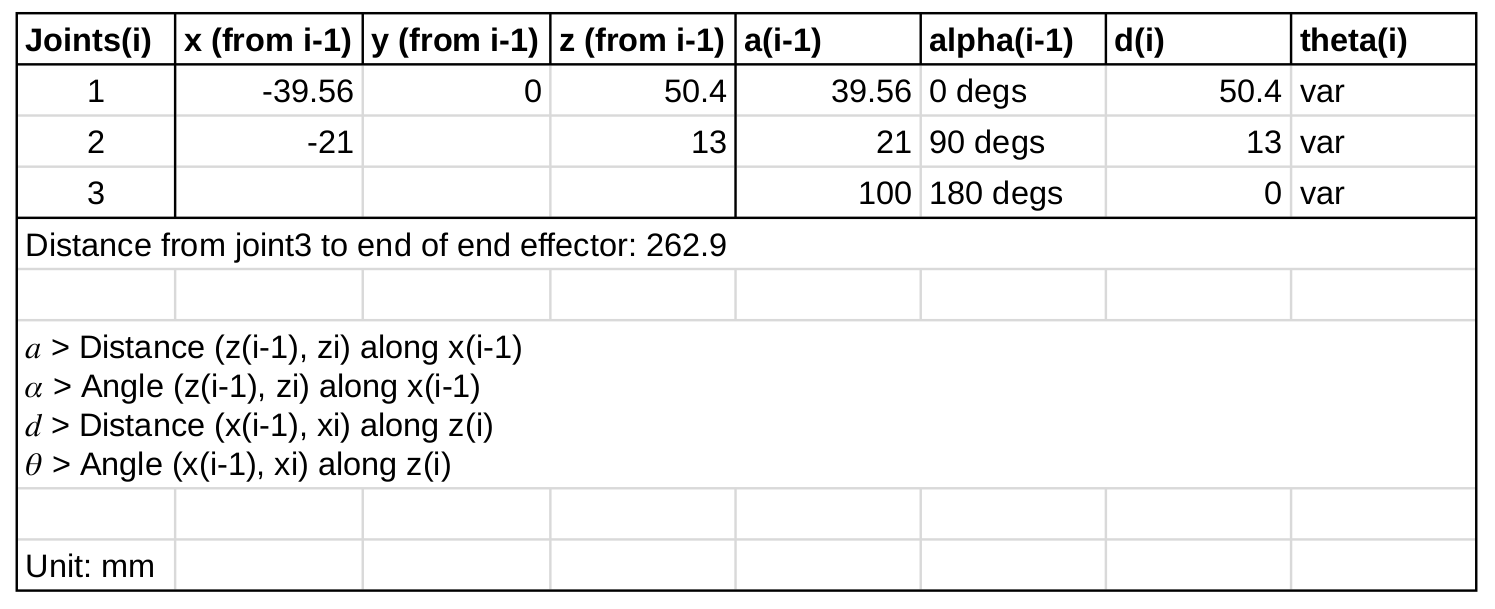 Joints(i) x (from i-1) y (from i-1) z (from i-1) a(i-1) alpha(i-1) d(i) theta(i)
1 -39.56 0 50.4 39.56 0 degs 50.4 var
2 -21 13 21 90 degs 13 var
3 100 180 degs 0 var
Distance from joint3 to end of end effector: 262.9
a > Distance (z(i-1), zi) along x(i-1)
α > Angle (z(i-1), zi) along x(i-1)
d > Distance (x(i-1), xi) along z(i)
θ > Angle (x(i-1), xi) along z(i)
Unit: mm